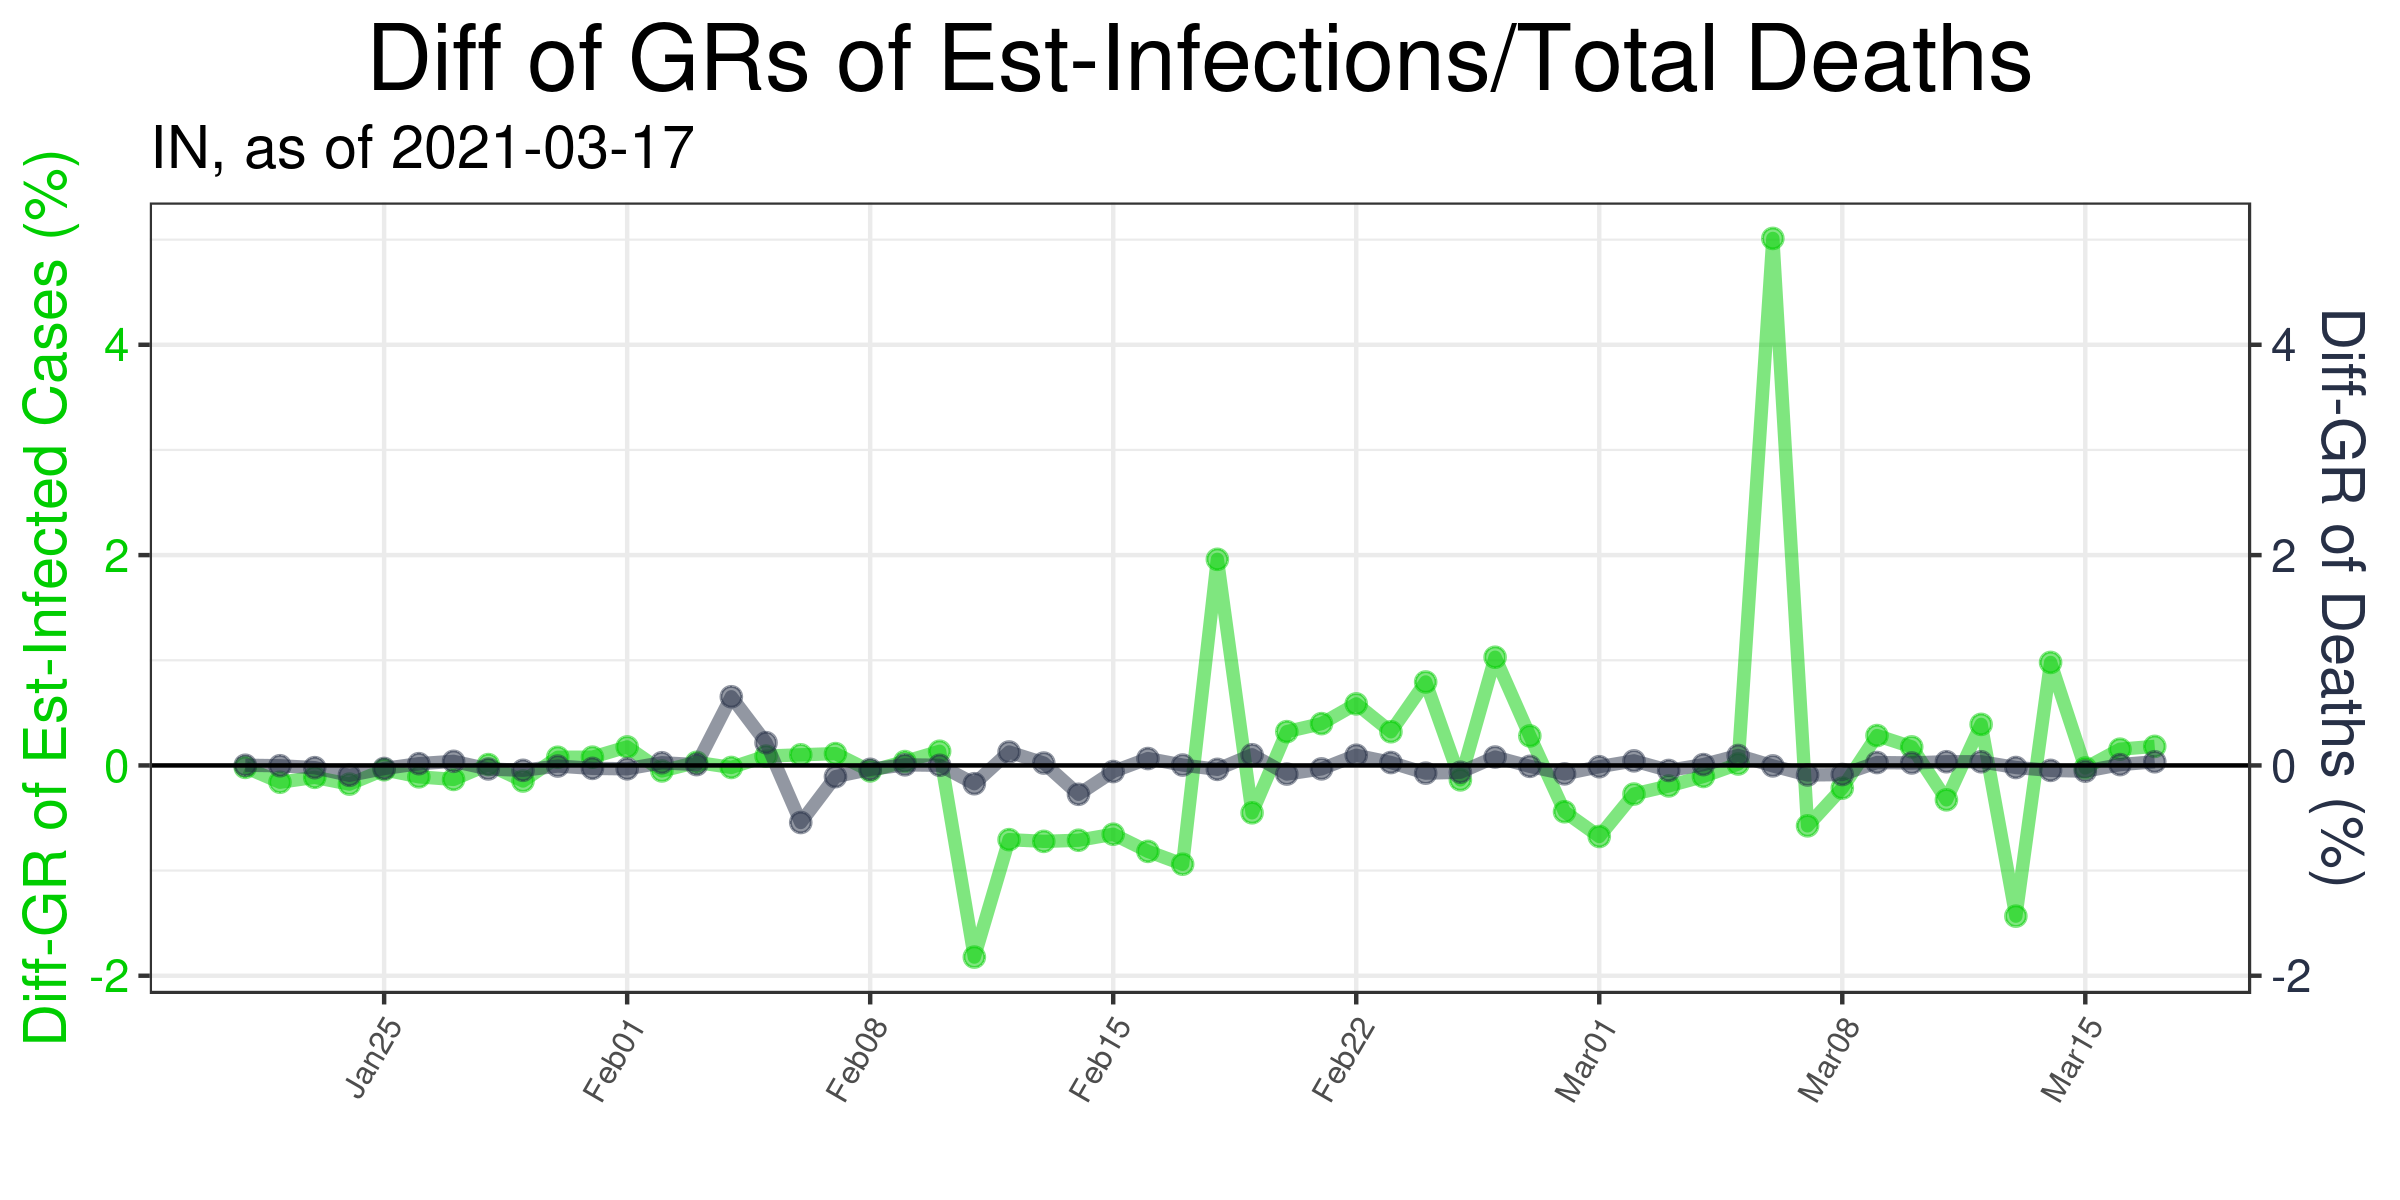 Diff of GRs of Est-Infections/Total Deaths
IN, as of 2021-03-17
Diff-GR of Est-Infected Cases (%)
4
2
0
-2
4
2
0
-2
Diff-GR of Deaths (%)
Jan25
Feb01
Feb08
Feb15
Feb22
Mar01
Mar08
Mar15